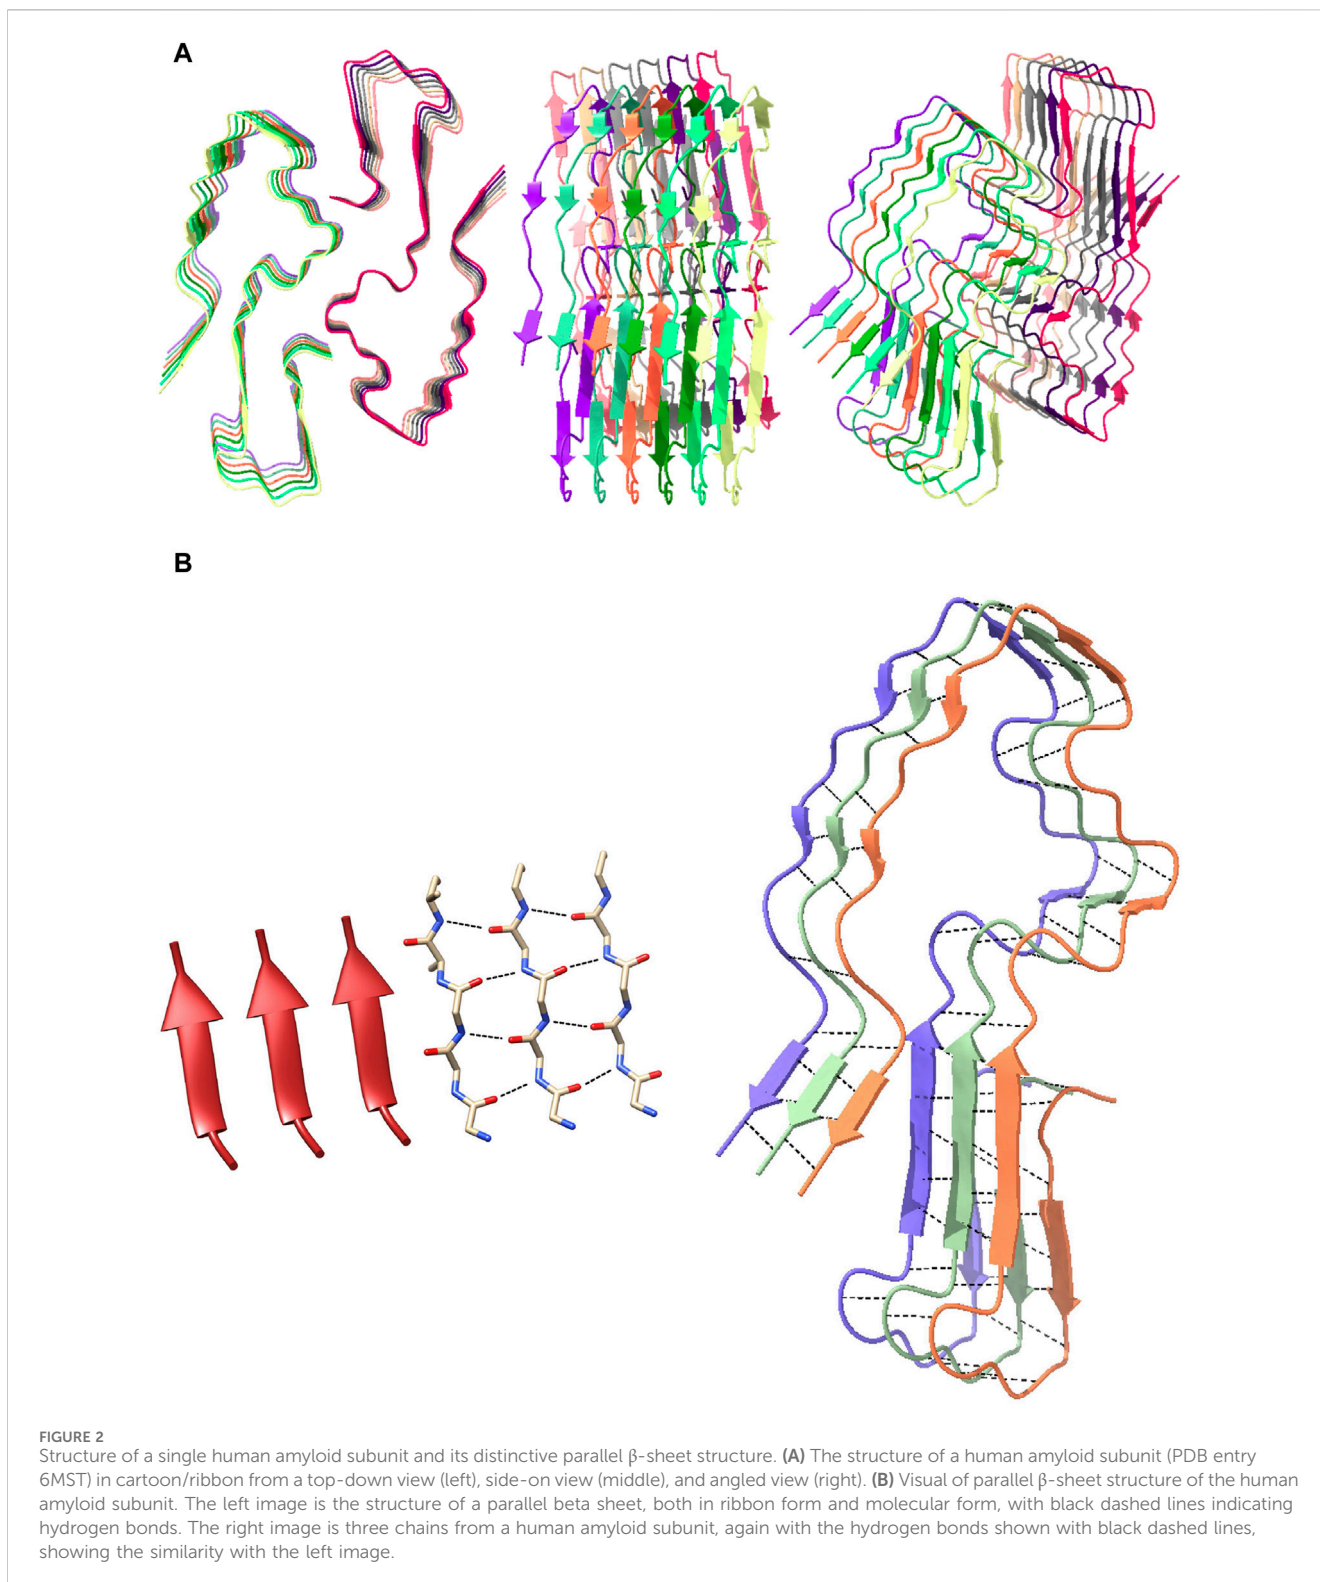 A
B
FIGURE 2
Structure of a single human amyloid subunit and its distinctive parallel β-sheet structure. (A) The structure of a human amyloid subunit (PDB entry
6MST) in cartoon/ribbon from a top-down view (left), side-on view (middle), and angled view (right). (B) Visual of parallel β-sheet structure of the human
amyloid subunit. The left image is the structure of a parallel beta sheet, both in ribbon form and molecular form, with black dashed lines indicating
hydrogen bonds. The right image is three chains from a human amyloid subunit, again with the hydrogen bonds shown with black dashed lines,
showing the similarity with the left image.